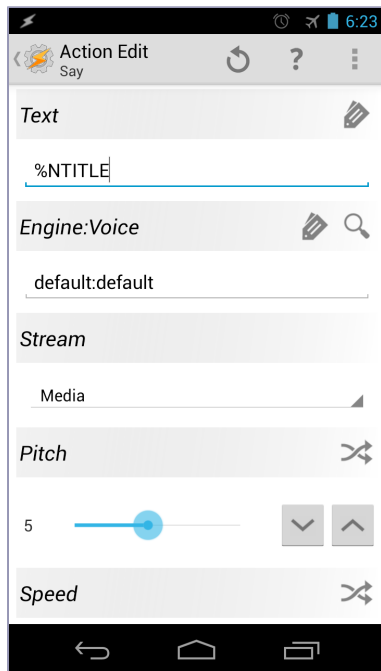 6:23
Action Edit
Say
?
Text
%NTITLE
Engine:Voice
default:default
Stream
Media
Pitch
5
Speed